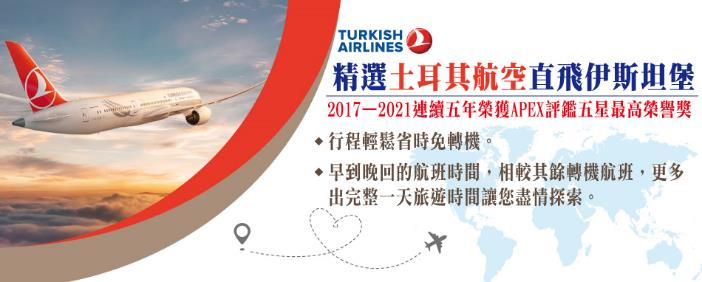 TURKISH
AIRLINES
精選土耳其航空直飛伊斯坦堡
2017－2021連續五年榮獲APEX評鑑五星最高榮譽獎
◆行程輕鬆省時免轉機。
◆早到晚回的航班時間，相較其餘轉機航班，更多
出完整一天旅遊時間讓您盡情探索。